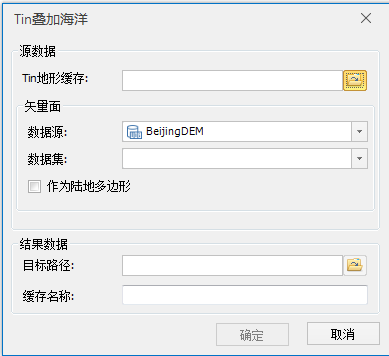 Tin叠加海洋
源数据
Tin地形缓存:
矢量面
数据源: BeijingDEM
数据集:
作为陆地多边形
结果数据
目标路径:
缓存名称:
确定 取消